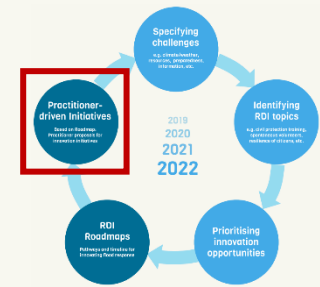 Specifying
challenges
e.g. climate/weather,
resources, preparedness,
information, etc.
Identifying
RDI topics
e.g. civil protection training,
spontaneous volunteers,
resilience of citizens, etc.
Prioritising
innovation
opportunities
RDI
Roadmaps
Pathways and timeline for
innovating flood response
Practitioner-
driven Initiatives
Based on Roadmap:
Practitioner proposals for
innovation initiatives
2019
2020
2021
2022